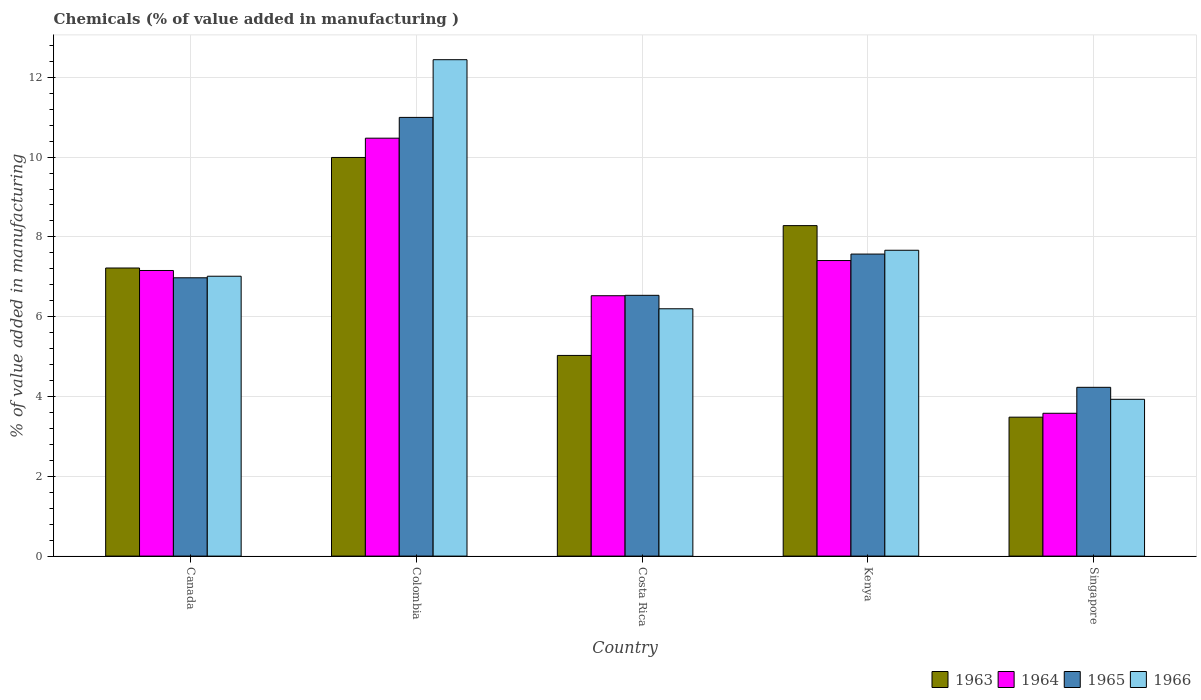 Chemicals (% of value added in manufacturing )
% of value added in manufacturing
12
10
8
6
4
2
0
Canada
Colombia
Costa Rica
Kenya
Singapore
Country
1963
1964
1965
1966